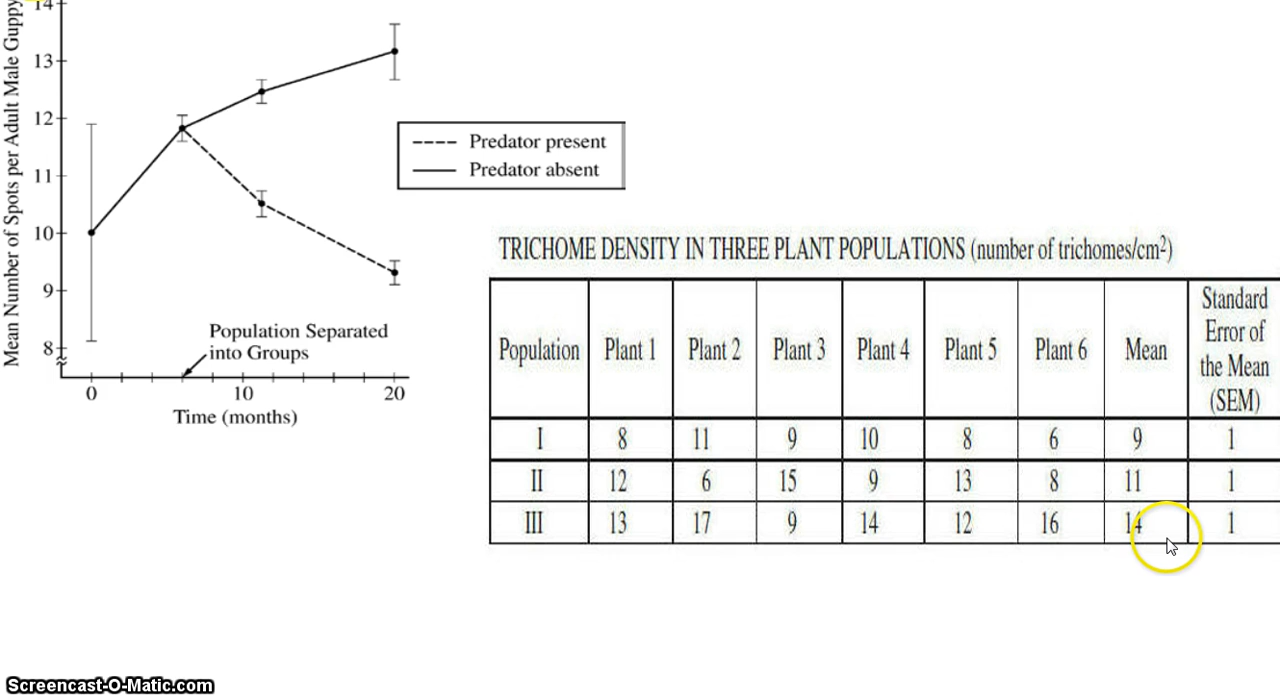 Mean Number of Spots per Adult Male Guppy
14
13
12
11
10
9
8
0
10
20
Time (months)
Population Separated
into Groups
Predator present
Predator absent
TRICHOME DENSITY IN THREE PLANT POPULATIONS (number of trichomes/cm²)
Population Plant 1 Plant 2 Plant 3 Plant 4 Plant 5 Plant 6 Mean Standard
Error of
the Mean
(SEM)
I 8 11 9 10 8 6 9 1
II 12 6 15 9 13 8 11 1
III 13 17 9 14 12 16 14 1
Screencast-O-Matic.com